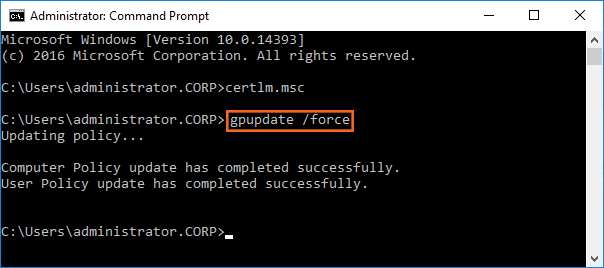 Administrator: Command Prompt
Microsoft Windows [Version 10.0.14393]
(c) 2016 Microsoft Corporation. All rights reserved.
C:\Users\administrator.CORP>certlm.msc
C:\Users\administrator.CORP> gpupdate /force
Updating policy...
Computer Policy update has completed successfully.
User Policy update has completed successfully.
C:\Users\administrator.CORP>